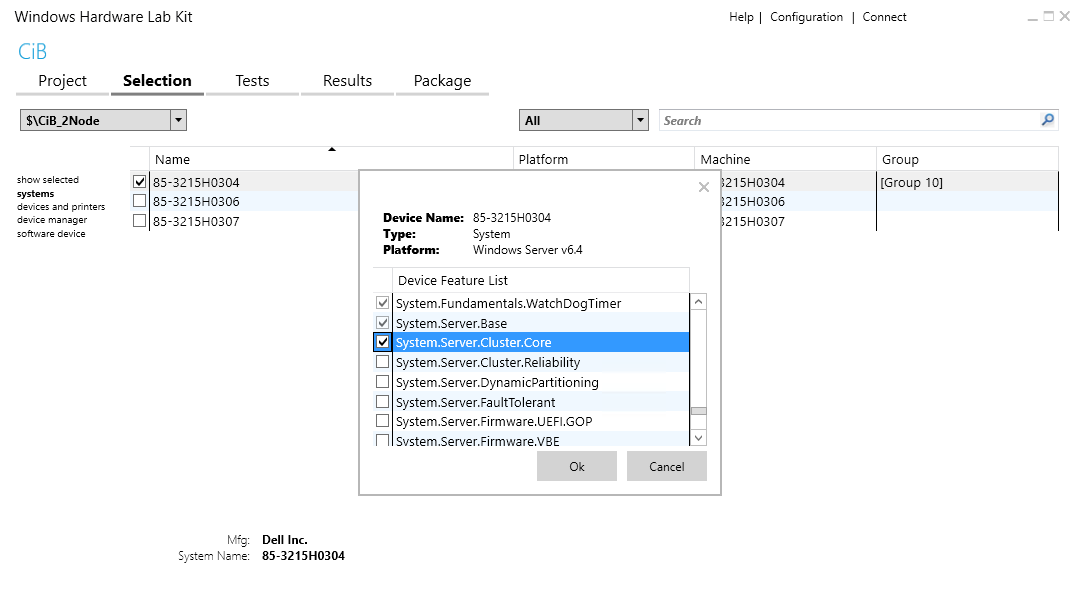 Windows Hardware Lab Kit
Help | Configuration | Connect
CiB
Project Selection Tests Results Package
$\CiB_2Node
All
Search
Name Platform Machine Group
show selected
systems
devices and printers
device manager
software device
85-3215H0304 3215H0304 [Group 10]
85-3215H0306 3215H0306
85-3215H0307 3215H0307
Device Name: 85-3215H0304
Type: System
Platform: Windows Server v6.4
Device Feature List
System.Fundamentals.WatchDogTimer
System.Server.Base
System.Server.Cluster.Core
System.Server.Cluster.Reliability
System.Server.DynamicPartitioning
System.Server.FaultTolerant
System.Server.Firmware.UEFI.GOP
System.Server.Firmware.VBE
Ok Cancel
Mfg: Dell Inc.
System Name: 85-3215H0304